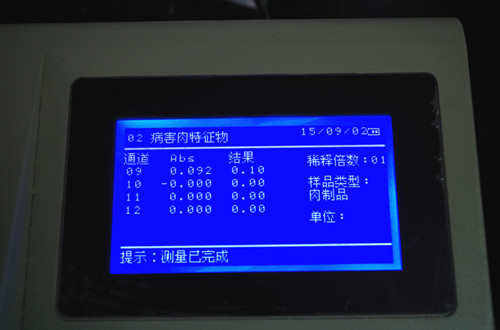 02 病害肉特征物 15/09/02
通道 Abs 结果 稀释倍数：01
09 0.092 0.10
10 -0.000 0.00 样品类型：
11 0.000 0.00 肉制品
12 0.000 0.00 单位：
提示：测量已完成